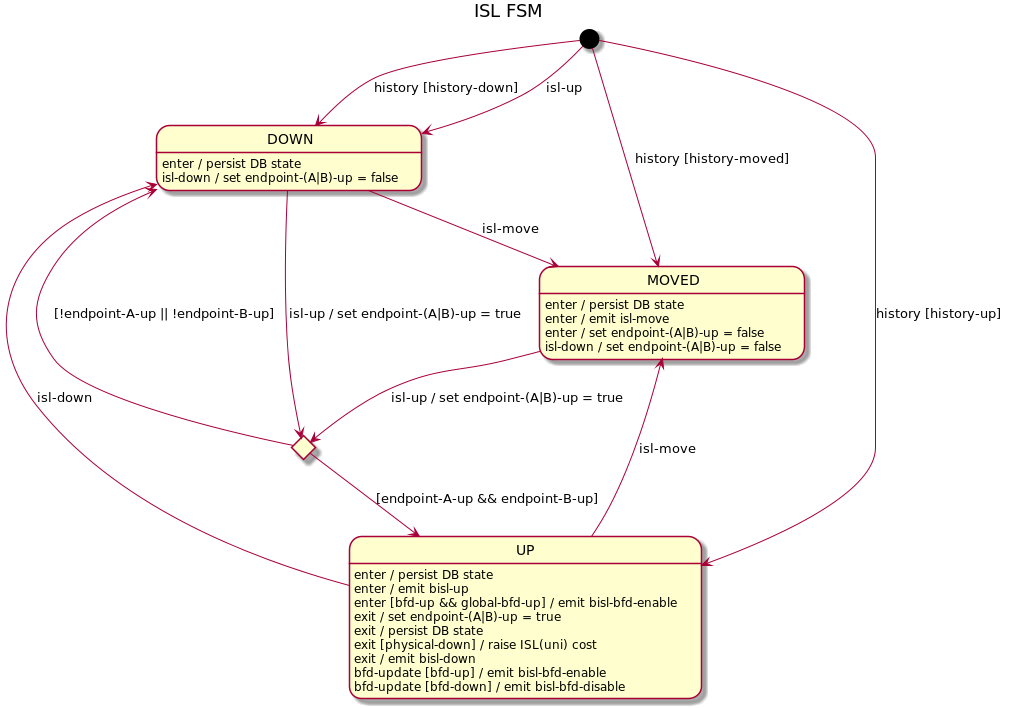 ISL FSM
history [history-down]
isl-up
DOWN
enter / persist DB state
isl-down / set endpoint-(A|B)-up = false
history [history-moved]
isl-move
MOVED
enter / persist DB state
enter / emit isl-move
enter / set endpoint-(A|B)-up = false
isl-down / set endpoint-(A|B)-up = false
[!endpoint-A-up || !endpoint-B-up]
isl-up / set endpoint-(A|B)-up = true
history [history-up]
isl-down
isl-up / set endpoint-(A|B)-up = true
isl-move
[endpoint-A-up && endpoint-B-up]
UP
enter / persist DB state
enter / emit bisl-up
enter [bfd-up && global-bfd-up] / emit bisl-bfd-enable
exit / set endpoint-(A|B)-up = true
exit / persist DB state
exit [physical-down] / raise ISL(uni) cost
exit / emit bisl-down
bfd-update [bfd-up] / emit bisl-bfd-enable
bfd-update [bfd-down] / emit bisl-bfd-disable